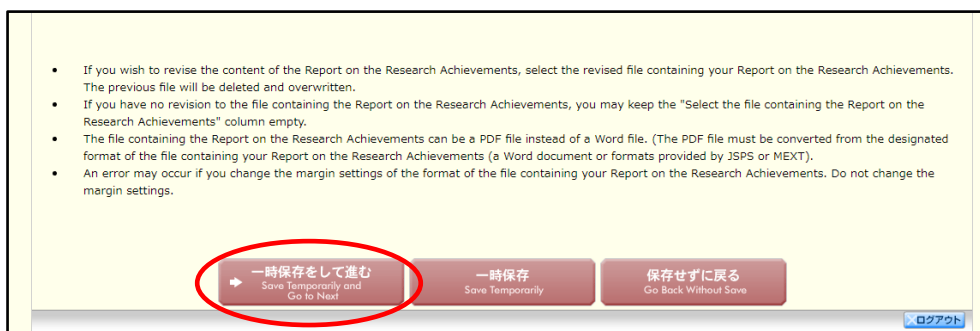 • If you wish to revise the content of the Report on the Research Achievements, select the revised file containing your Report on the Research Achievements.
The previous file will be deleted and overwritten.
• If you have no revision to the file containing the Report on the Research Achievements, you may keep the "Select the file containing the Report on the
Research Achievements" column empty.
• The file containing the Report on the Research Achievements can be a PDF file instead of a Word file. (The PDF file must be converted from the designated
format of the file containing your Report on the Research Achievements (a Word document or formats provided by JSPS or MEXT).
• An error may occur if you change the margin settings of the format of the file containing your Report on the Research Achievements. Do not change the
margin settings.
一時保存をして進む
Save Temporarily and
Go to Next
一時保存
Save Temporarily
保存せずに戻る
Go Back Without Save
ログアウト